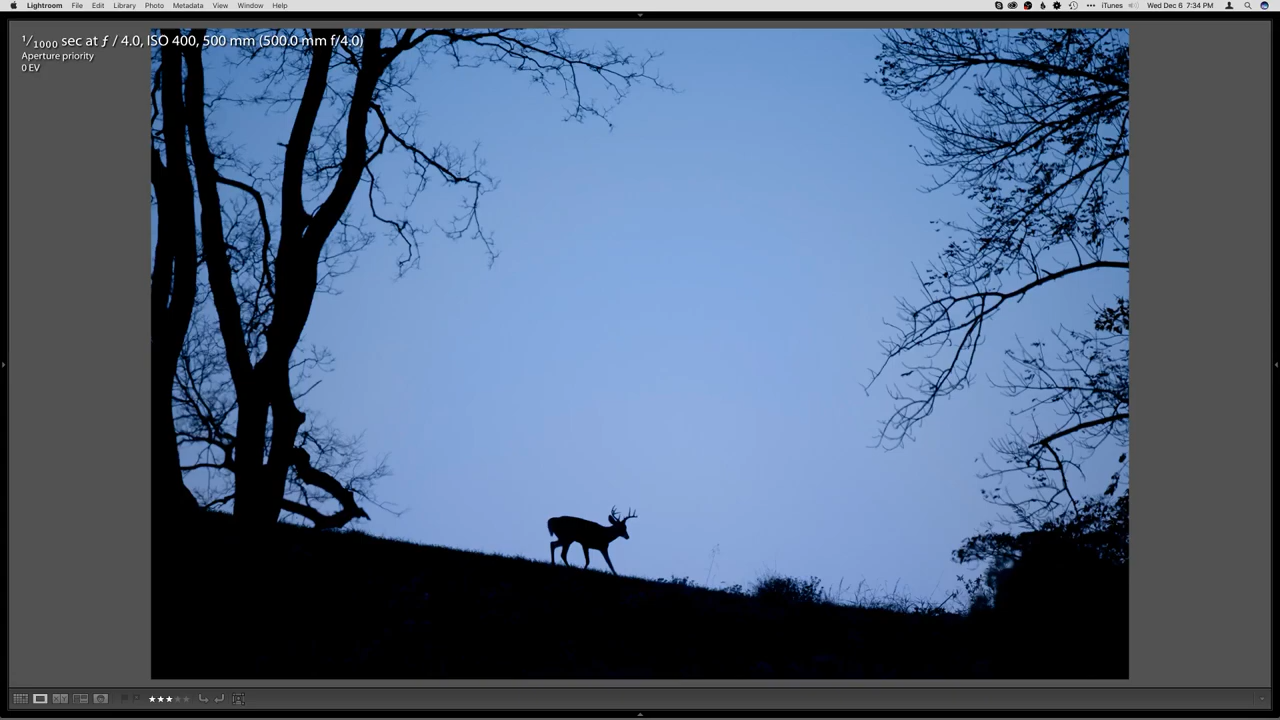 Lightroom File Edit Library Photo Metadata View Window Help ••• iTunes Wed Dec 6 7:34 PM
1/1000 sec at ƒ / 4.0, ISO 400, 500 mm (500.0 mm f/4.0)
Aperture priority
0 EV
X Y